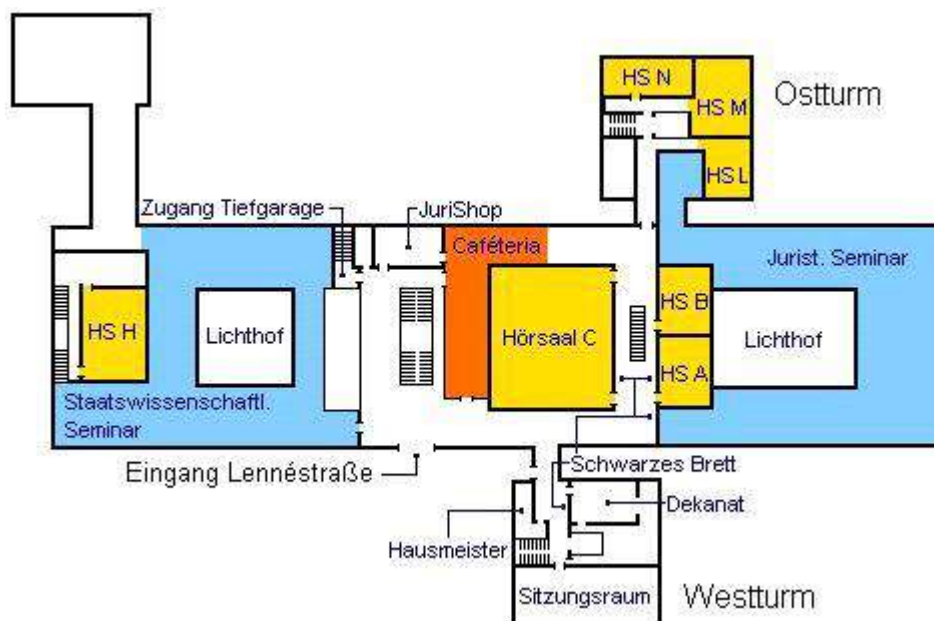 HS N
HS M
Ostturm
HS L
Zugang Tiefgarage
JuriShop
Caféteria
Jurist. Seminar
HS H
Lichthof
Hörsaal C
HS B
Lichthof
HS A
Staatswissenschaftl.
Seminar
Eingang Lennéstraße
Schwarzes Brett
Dekanat
Hausmeister
Sitzungsraum
Westturm